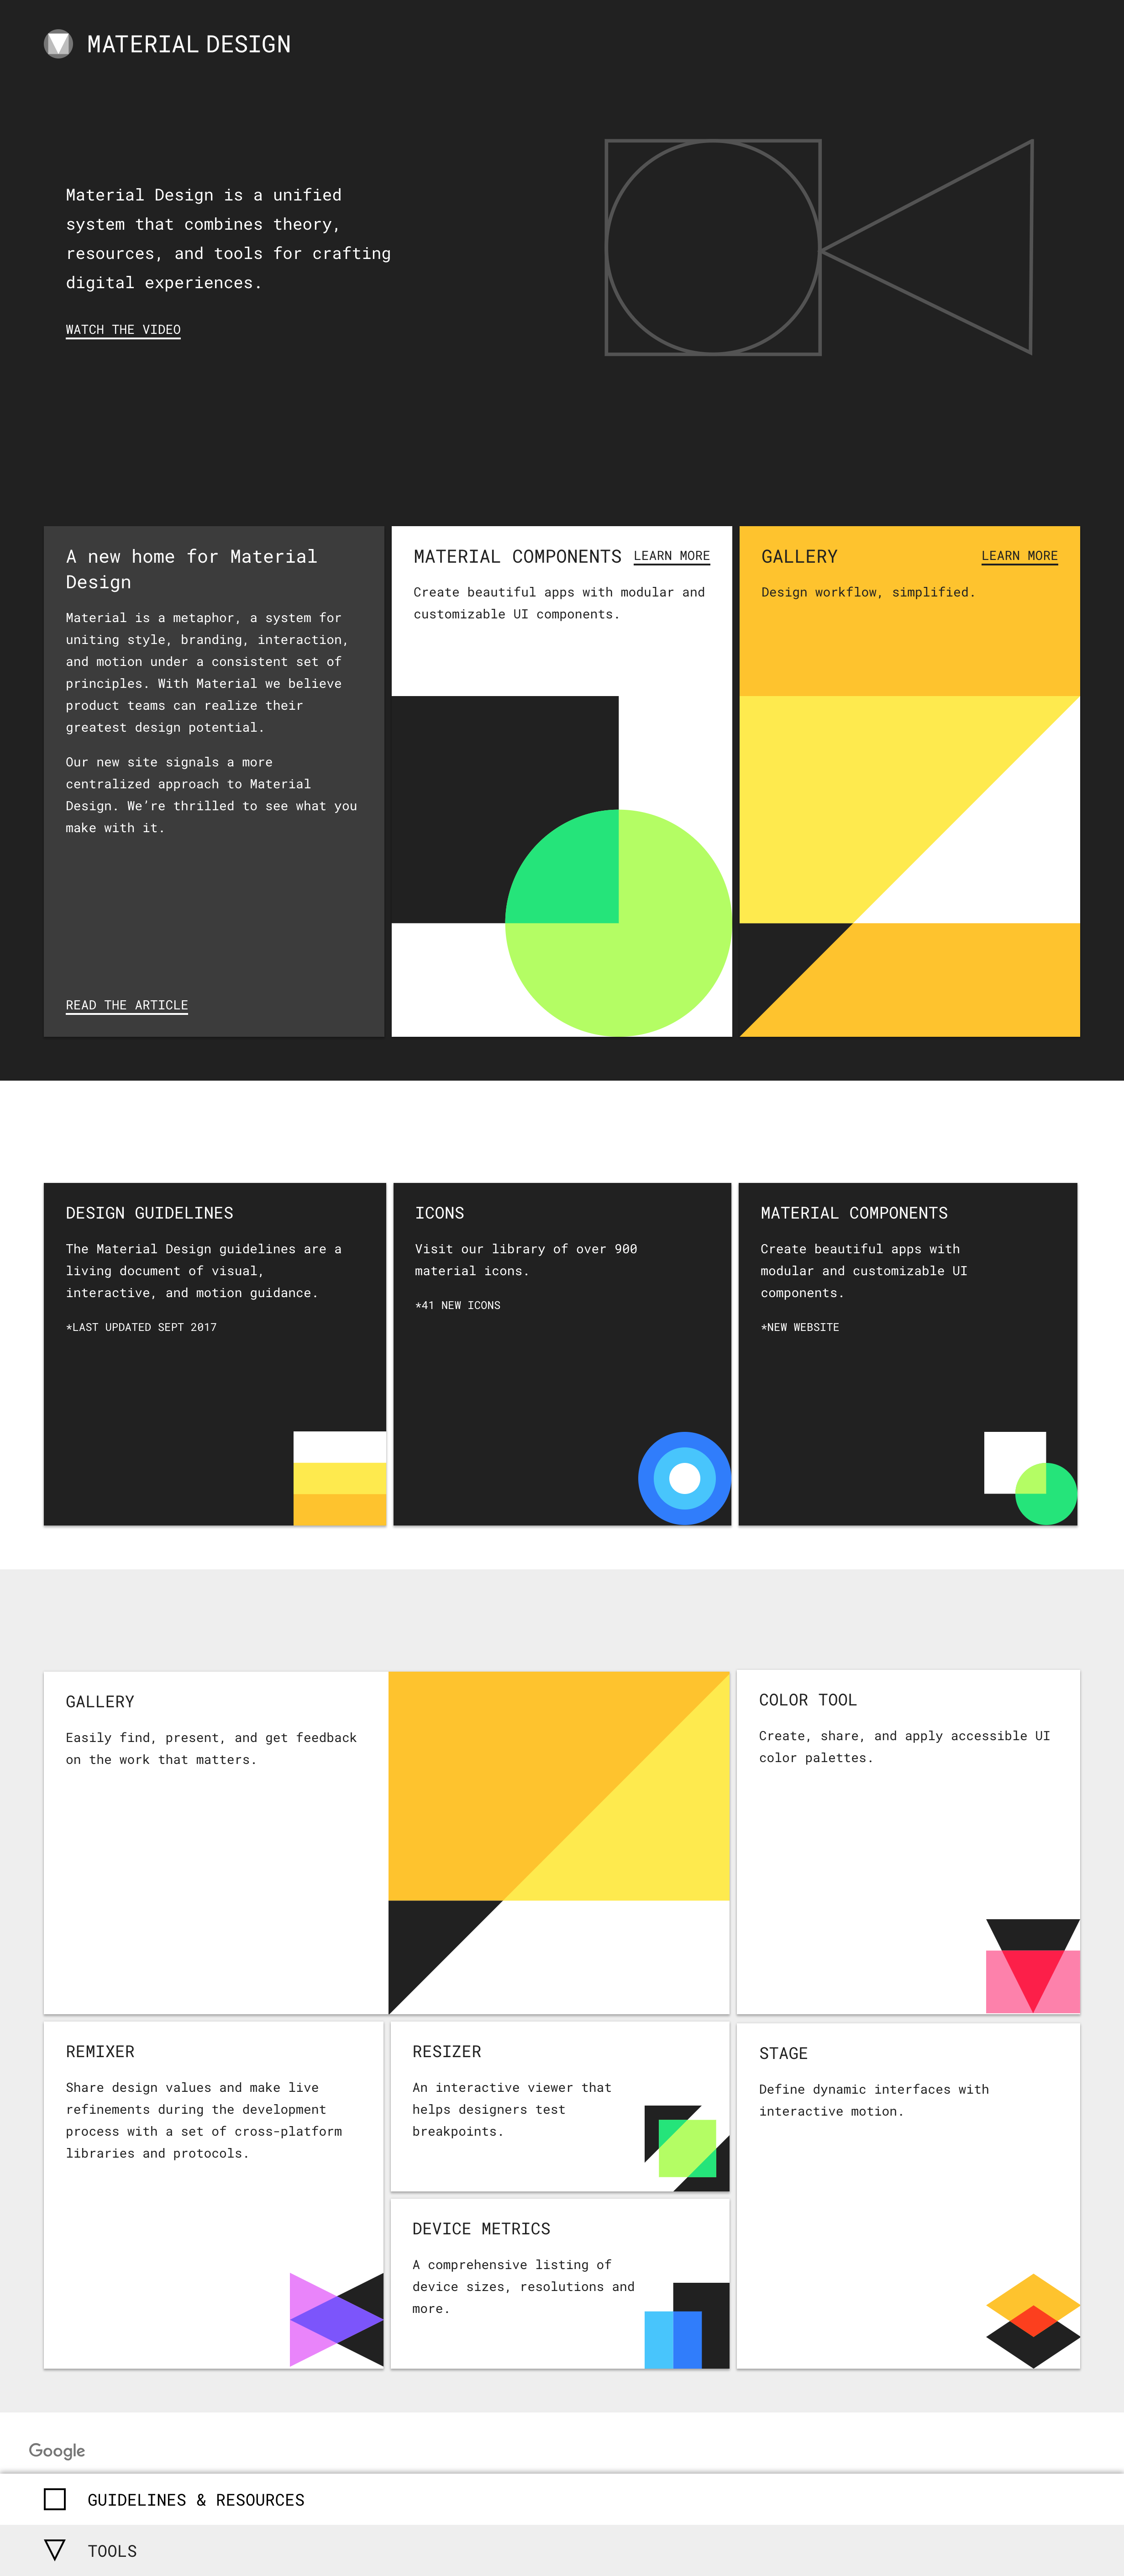 MATERIAL DESIGN
Material Design is a unified
system that combines theory,
resources, and tools for crafting
digital experiences.
WATCH THE VIDEO
A new home for Material
Design
Material is a metaphor, a system for
uniting style, branding, interaction,
and motion under a consistent set of
principles. With Material we believe
product teams can realize their
greatest design potential.
Our new site signals a more
centralized approach to Material
Design. We’re thrilled to see what you
make with it.
READ THE ARTICLE
MATERIAL COMPONENTS LEARN MORE
Create beautiful apps with modular and
customizable UI components.
GALLERY LEARN MORE
Design workflow, simplified.
DESIGN GUIDELINES
The Material Design guidelines are a
living document of visual,
interactive, and motion guidance.
*LAST UPDATED SEPT 2017
ICONS
Visit our library of over 900
material icons.
*41 NEW ICONS
MATERIAL COMPONENTS
Create beautiful apps with
modular and customizable UI
components.
*NEW WEBSITE
GALLERY
Easily find, present, and get feedback
on the work that matters.
COLOR TOOL
Create, share, and apply accessible UI
color palettes.
REMIXER
Share design values and make live
refinements during the development
process with a set of cross-platform
libraries and protocols.
RESIZER
An interactive viewer that
helps designers test
breakpoints.
DEVICE METRICS
A comprehensive listing of
device sizes, resolutions and
more.
STAGE
Define dynamic interfaces with
interactive motion.
Google
GUIDELINES & RESOURCES
TOOLS